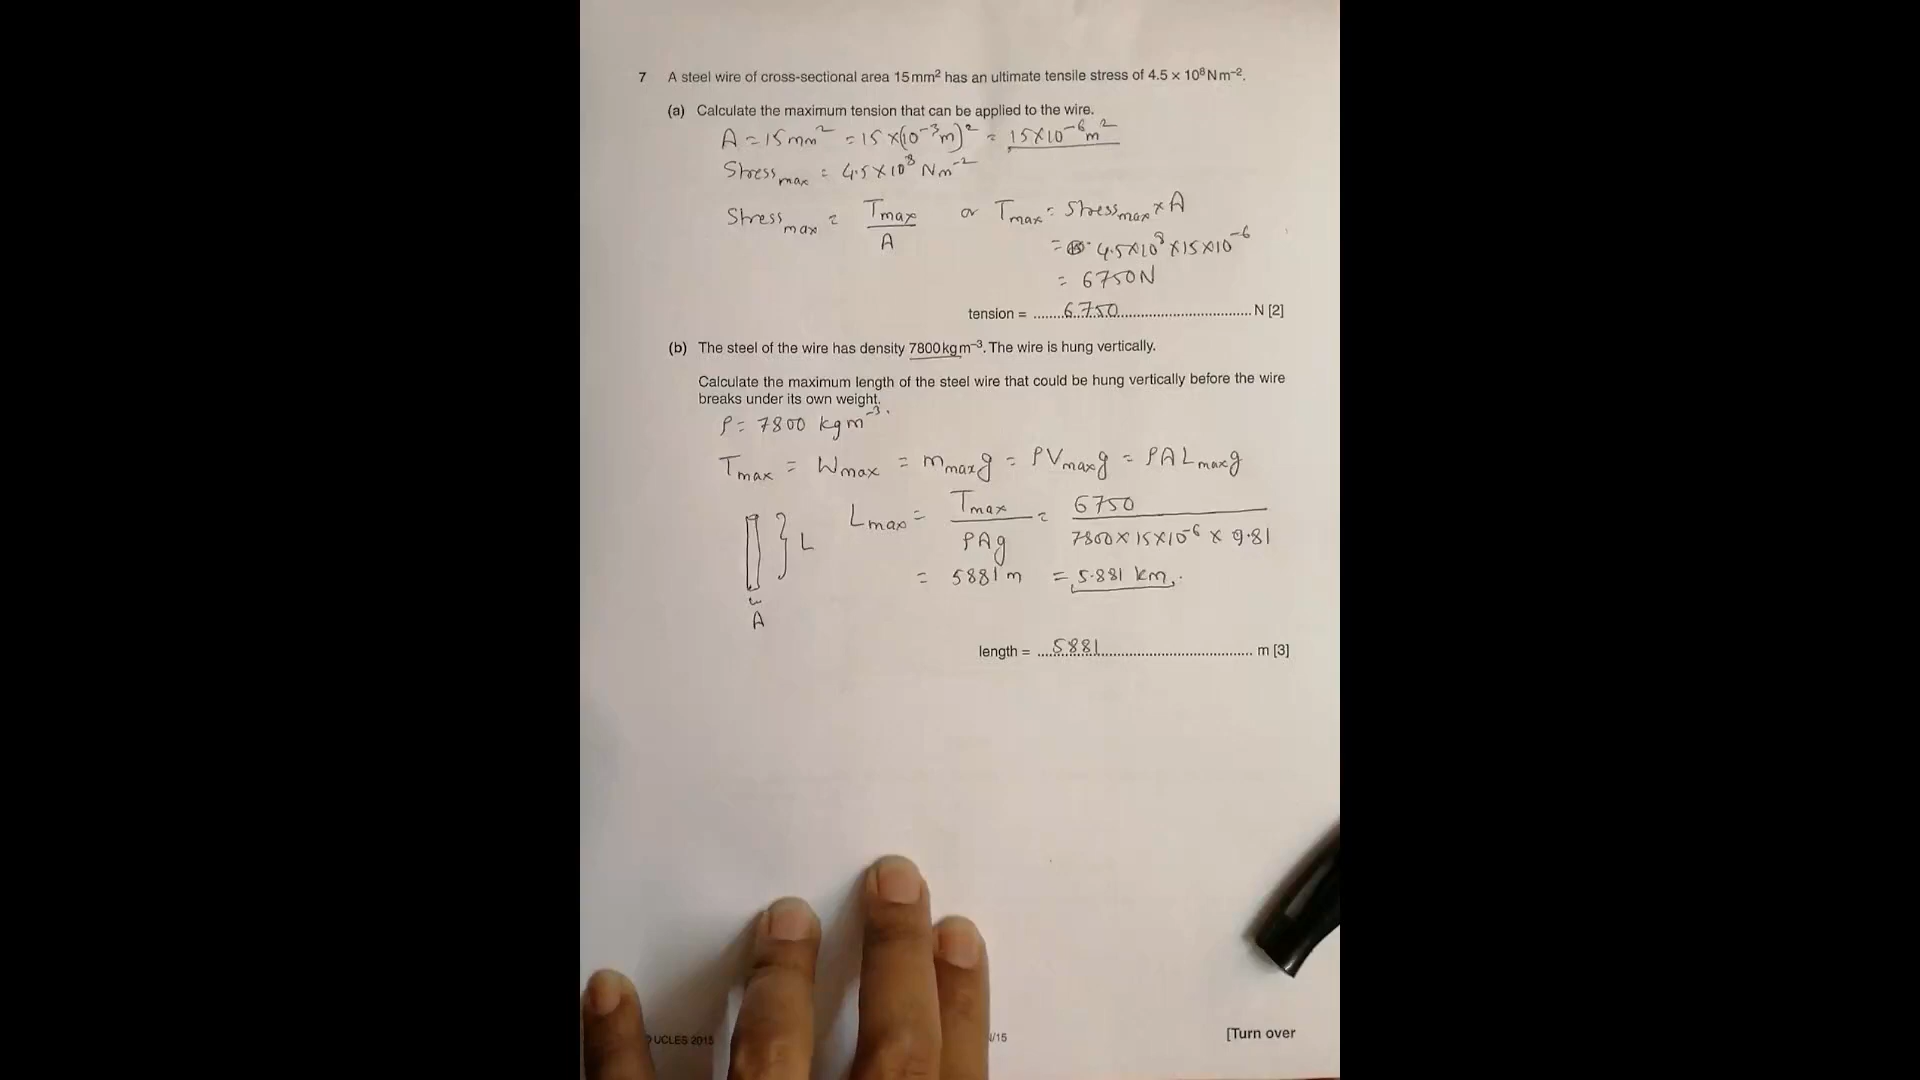 7 A steel wire of cross-sectional area 15 mm² has an ultimate tensile stress of 4.5 × 10⁸ N m⁻².
(a) Calculate the maximum tension that can be applied to the wire.
A = 15 mm² = 15 × (10⁻³m)² = 15×10⁻⁶ m²
Stress max = 4.5×10⁸ Nm⁻²
Stress max = Tmax / A or Tmax = Stress max × A
= 4.5×10⁸ × 15×10⁻⁶
= 6750N
tension = ........6750.................................... N [2]
(b) The steel of the wire has density 7800 kg m⁻³. The wire is hung vertically.
Calculate the maximum length of the steel wire that could be hung vertically before the wire
breaks under its own weight.
ρ = 7800 kgm⁻³.
Tmax = Wmax = mmax g = ρVmax g = ρALmax g
Lmax = Tmax / ρAg = 6750 / 7800 × 15×10⁻⁶ × 9.81
L
= 5881 m = 5.881 km.
A
length = ....5881.................................... m [3]
UCLES 2015
/15
[Turn over